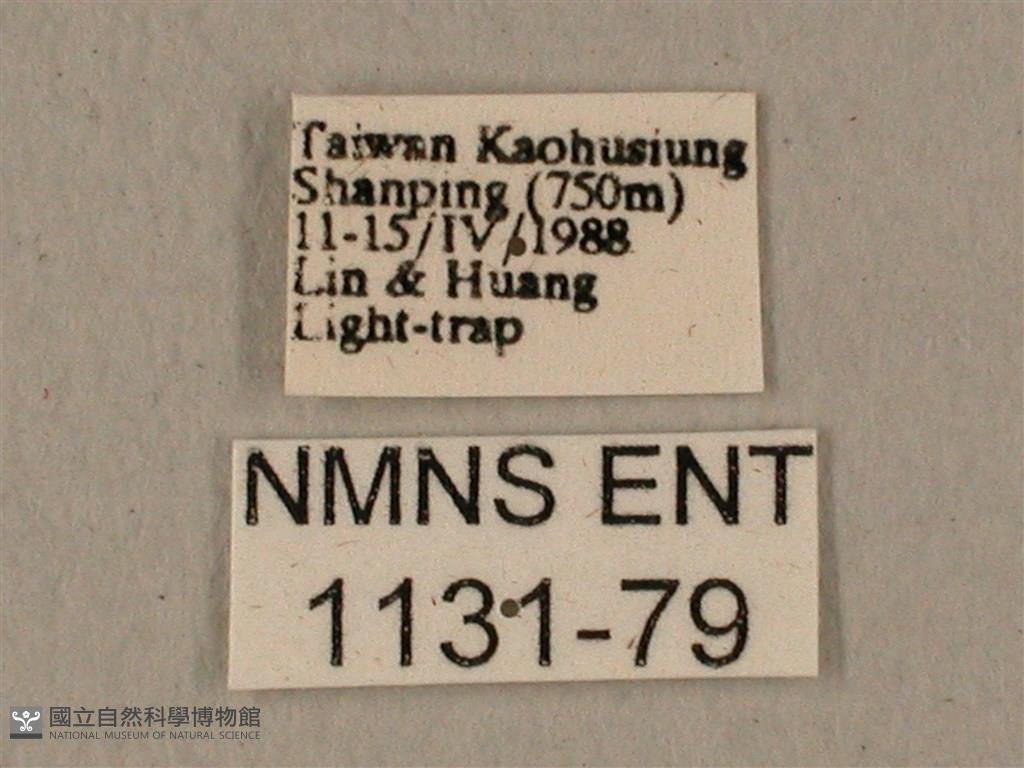 Taiwan Kaohusiung
Shanping (750m)
11-15/IV/1988
Lin & Huang
Light-trap
NMNS ENT
1131-79
國立自然科學博物館
NATIONAL MUSEUM OF NATURAL SCIENCE